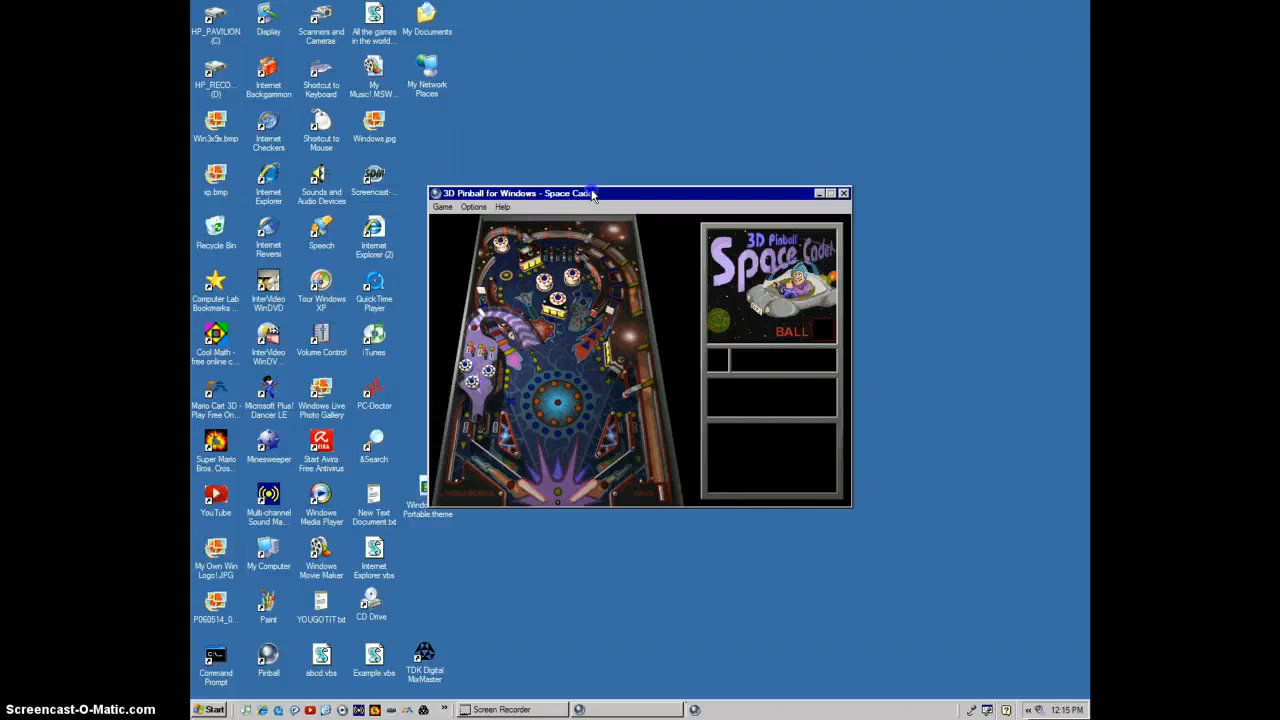 HP_PAVILION
(C)
Display
Scanners and
Cameras
All the games
in the world...
My Documents
HP_RECO...
(D)
Internet
Backgammon
Shortcut to
Keyboard
My
Music!.MSW...
My Network
Places
Win3x9x.bmp
Internet
Checkers
Shortcut to
Mouse
Windows.jpg
xp.bmp
Internet
Explorer
Sounds and
Audio Devices
Screencast-...
3D Pinball for Windows - Space Cadet
Game Options Help
Recycle Bin
Internet
Reversi
Speech
Internet
Explorer (2)
3D Pinball
Space Cadet
BALL
Computer Lab
Bookmarks ...
InterVideo
WinDVD
Tour Windows
XP
QuickTime
Player
Cool Math -
free online c...
InterVideo
WinDV...
Volume Control
iTunes
Mario Cart 3D -
Play Free On...
Microsoft Plus!
Dancer LE
Windows Live
Photo Gallery
PC-Doctor
Super Mario
Bros. Cros...
Minesweeper
Start Avira
Free Antivirus
&Search
YouTube
Multi-channel
Sound Ma...
Windows
Media Player
New Text
Document.txt
Windo
Portable.theme
My Own Win
Logo!.JPG
My Computer
Windows
Movie Maker
Internet
Explorer.vbs
P060514_0...
Paint
YOUGOTIT.txt
CD Drive
Command
Prompt
Pinball
abcd.vbs
Example.vbs
TDK Digital
MixMaster
Start
Screen Recorder
12:15 PM
Screencast-O-Matic.com